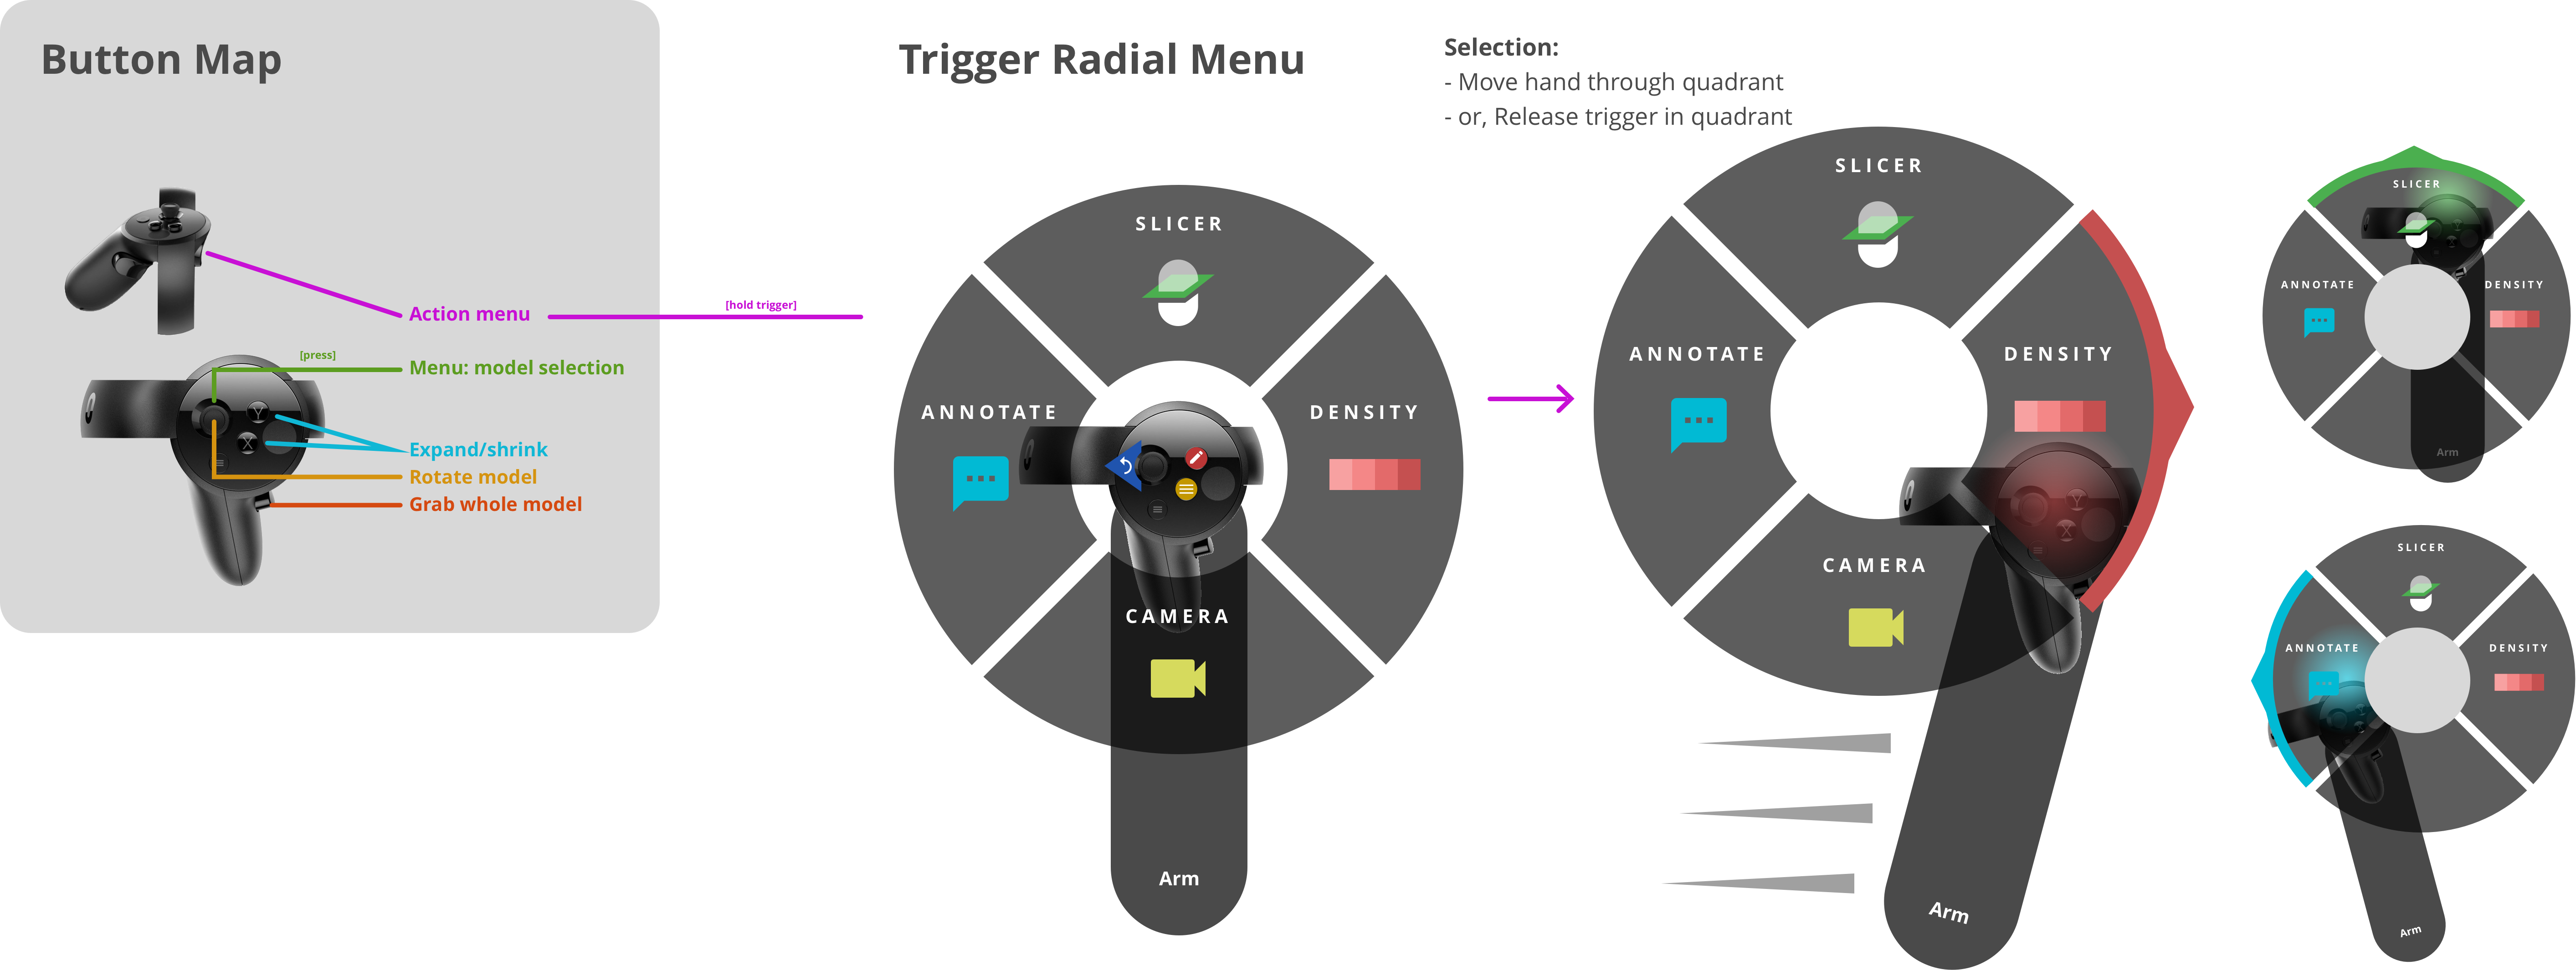 Button Map
[hold trigger]
Action menu
[press]
Menu: model selection
Y
X
Expand/shrink
Rotate model
Grab whole model
Trigger Radial Menu
SLICER
ANNOTATE
DENSITY
CAMERA
Arm
Selection:
- Move hand through quadrant
- or, Release trigger in quadrant
SLICER
ANNOTATE
DENSITY
Y
X
CAMERA
Arm
SLICER
ANNOTATE
DENSITY
Arm
SLICER
ANNOTATE
DENSITY
Arm